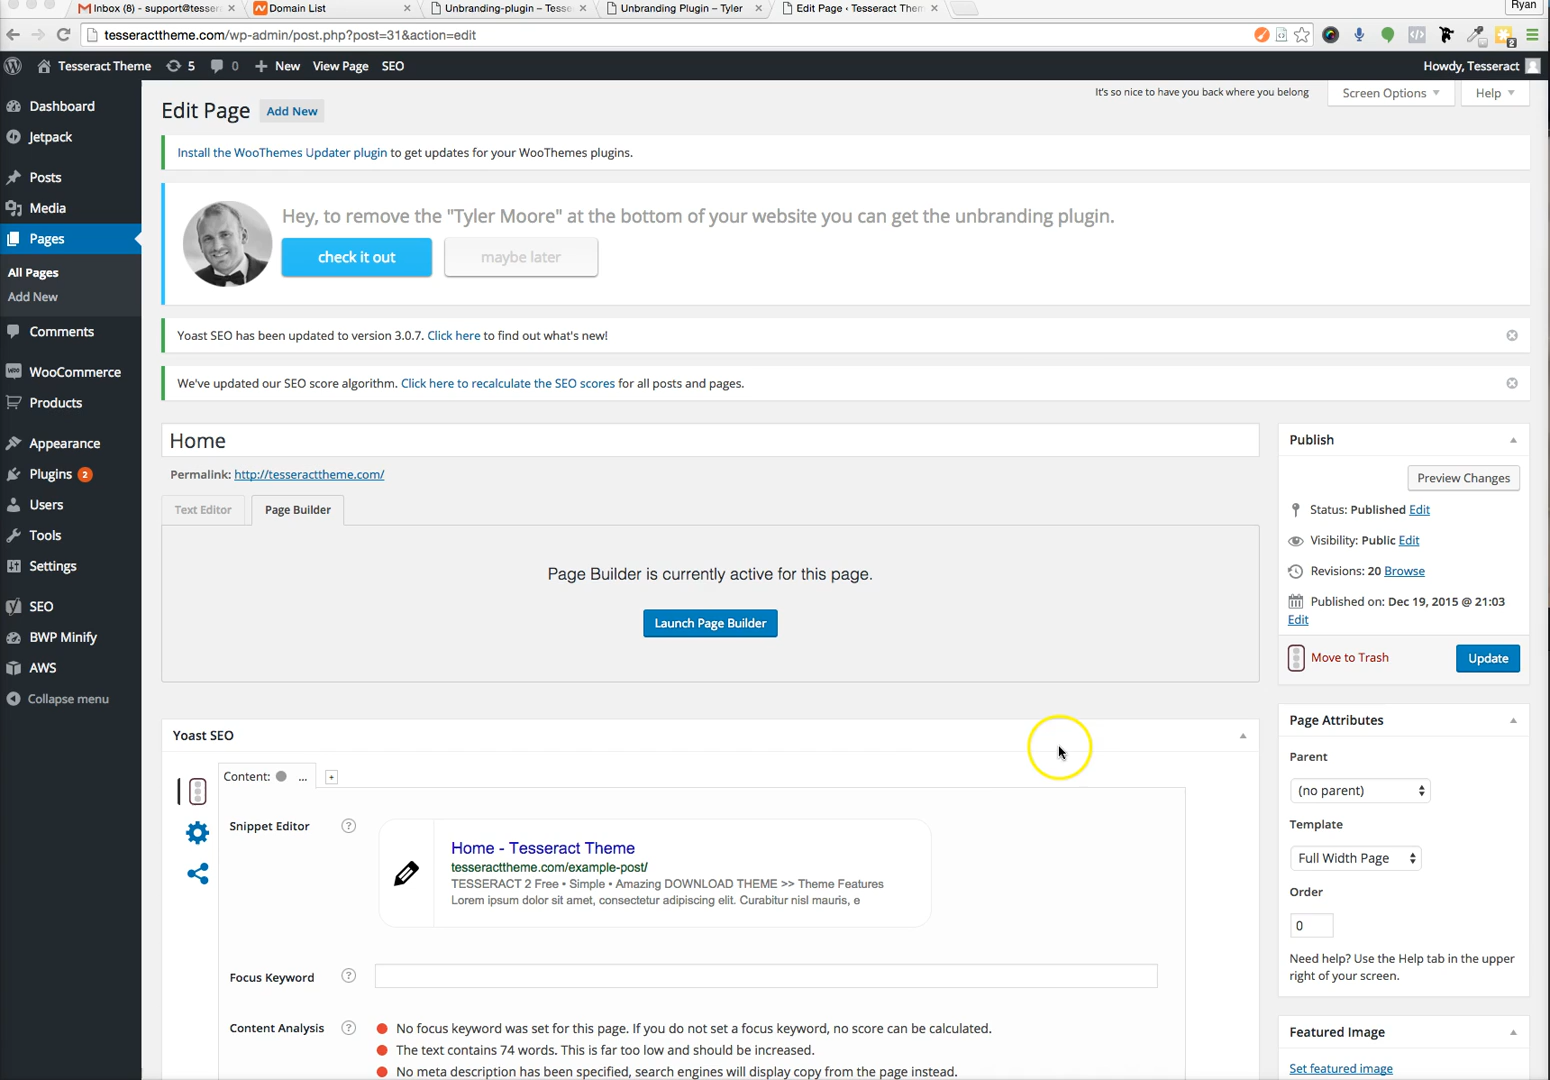 Inbox (8) - support@tesser
Domain List
Unbranding-plugin – Tesse
Unbranding Plugin – Tyler
Edit Page ‹ Tesseract Them
Ryan
tesseracttheme.com/wp-admin/post.php?post=31&action=edit
2
Tesseract Theme
5
0
New
View Page
SEO
Howdy, Tesseract
Dashboard
Jetpack
Posts
Media
Pages
All Pages
Add New
Comments
WooCommerce
Products
Appearance
Plugins 2
Users
Tools
Settings
SEO
BWP Minify
AWS
Collapse menu
It's so nice to have you back where you belong
Screen Options
Help
Edit Page
Add New
Install the WooThemes Updater plugin to get updates for your WooThemes plugins.
Hey, to remove the "Tyler Moore" at the bottom of your website you can get the unbranding plugin.
check it out
maybe later
Yoast SEO has been updated to version 3.0.7. Click here to find out what's new!
We've updated our SEO score algorithm. Click here to recalculate the SEO scores for all posts and pages.
Home
Permalink: http://tesseracttheme.com/
Text Editor
Page Builder
Page Builder is currently active for this page.
Launch Page Builder
Yoast SEO
Content: ...
+
Snippet Editor ?
Home - Tesseract Theme
tesseracttheme.com/example-post/
TESSERACT 2 Free • Simple • Amazing DOWNLOAD THEME >> Theme Features
Lorem ipsum dolor sit amet, consectetur adipiscing elit. Curabitur nisl mauris, e
Focus Keyword ?
Content Analysis ?
No focus keyword was set for this page. If you do not set a focus keyword, no score can be calculated.
The text contains 74 words. This is far too low and should be increased.
No meta description has been specified, search engines will display copy from the page instead.
Publish
Preview Changes
Status: Published Edit
Visibility: Public Edit
Revisions: 20 Browse
Published on: Dec 19, 2015 @ 21:03
Edit
Move to Trash
Update
Page Attributes
Parent
(no parent)
Template
Full Width Page
Order
0
Need help? Use the Help tab in the upper
right of your screen.
Featured Image
Set featured image